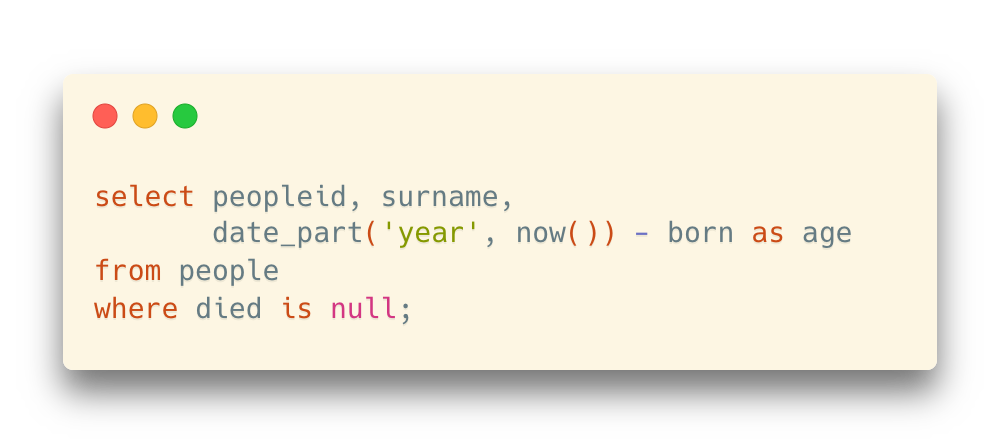 select peopleid, surname,
       date_part('year', now()) - born as age
from people
where died is null;